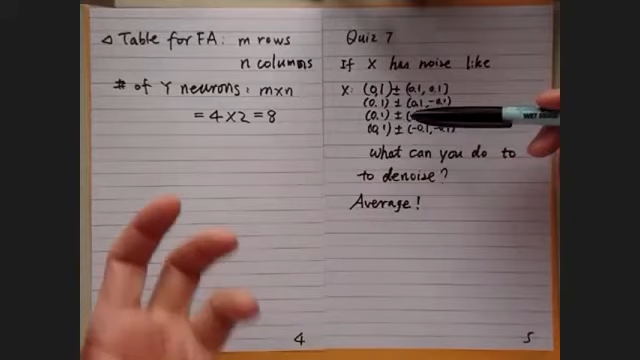 △ Table for FA: m rows
n columns
# of Y neurons: m×n
= 4 × 2 = 8
4
Quiz 7
If X has noise like
X: (0,1) ± (0.1, 0.1]
(0.1) ± (0.1, -0.1)
(0.1) ± (
(0,1) ± (-0.1, -0.1)
what can you do to
to denoise?
Average!
5